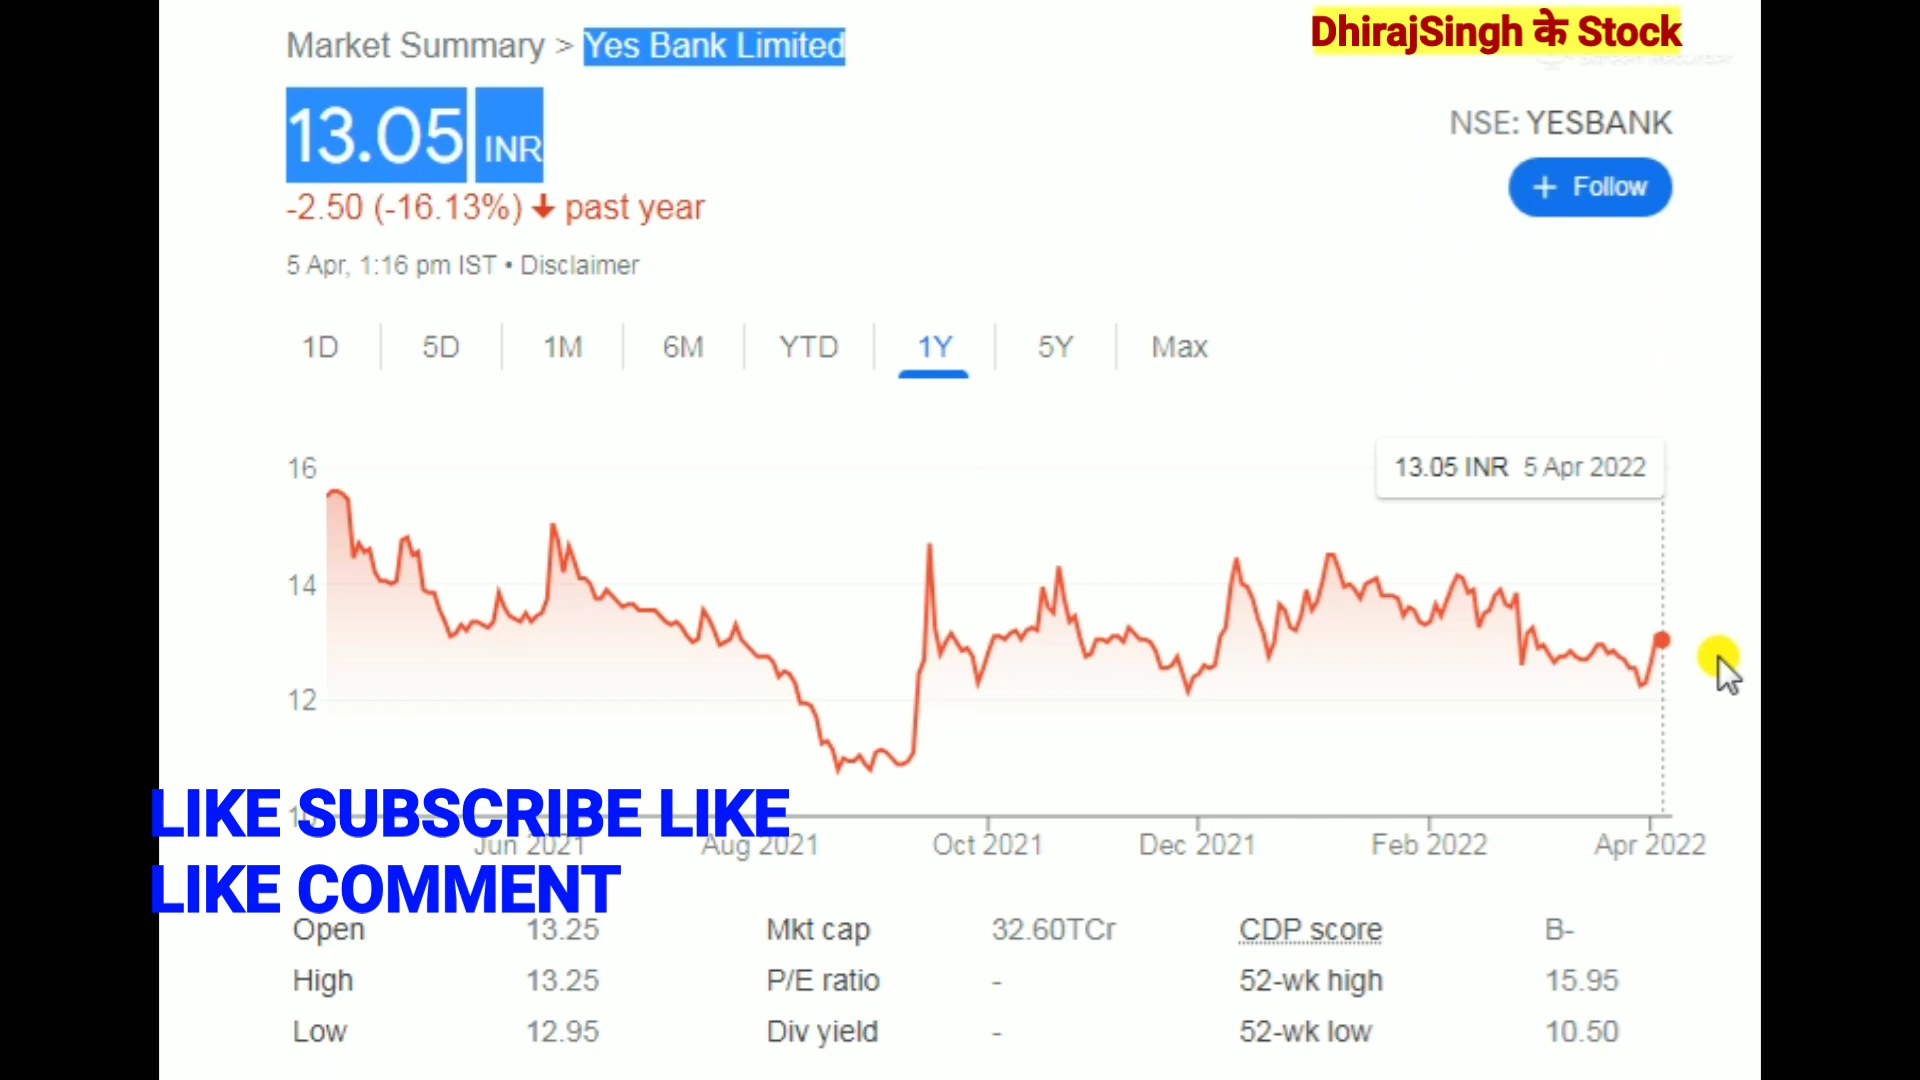 DhirajSingh के Stock
Market Summary > Yes Bank Limited
13.05 INR
NSE: YESBANK
+ Follow
-2.50 (-16.13%) ↓ past year
5 Apr, 1:16 pm IST • Disclaimer
1D 5D 1M 6M YTD 1Y 5Y Max
13.05 INR 5 Apr 2022
16
14
12
LIKE SUBSCRIBE LIKE
Jun 2021 Aug 2021 Oct 2021 Dec 2021 Feb 2022 Apr 2022
LIKE COMMENT
Open 13.25 Mkt cap 32.60TCr CDP score B-
High 13.25 P/E ratio - 52-wk high 15.95
Low 12.95 Div yield - 52-wk low 10.50